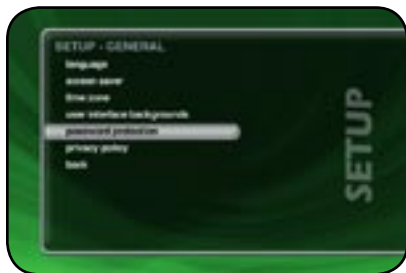 SETUP - GENERAL
language
screen saver
time zone
user interface backgrounds
password protection
privacy policy
back
SETUP